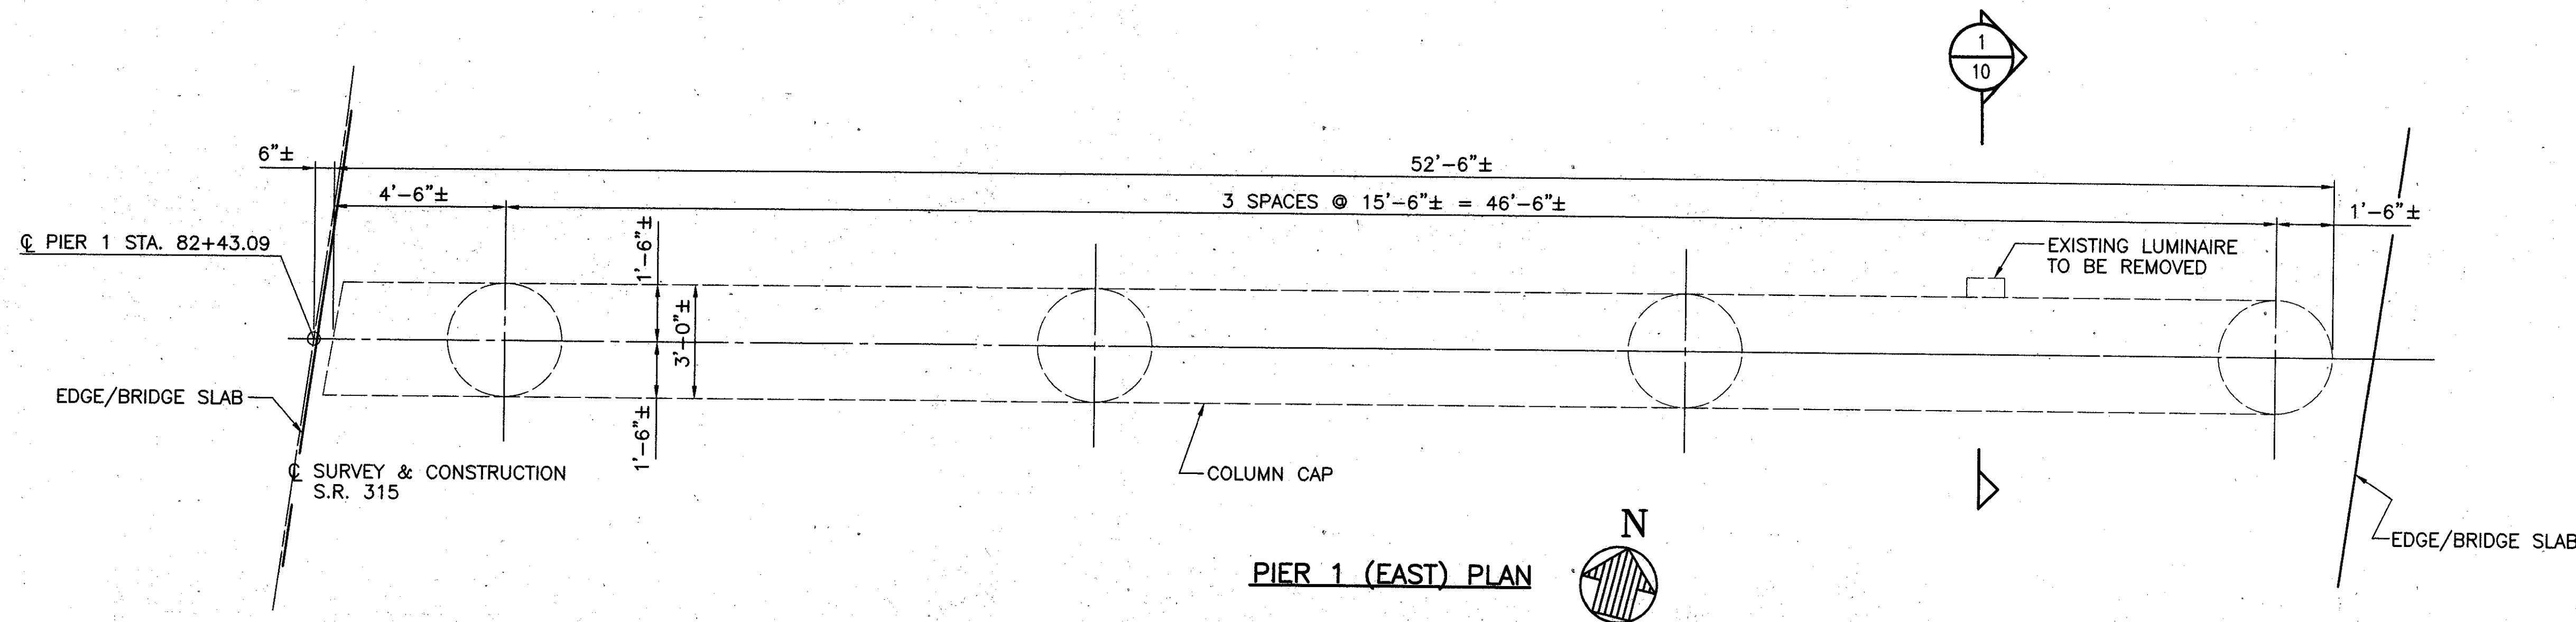 1
10
6"±
52'-6"±
4'-6"±
3 SPACES @ 15'-6"± = 46'-6"±
1'-6"±
℄ PIER 1 STA. 82+43.09
1'-6"±
EXISTING LUMINAIRE
TO BE REMOVED
3'-0"±
EDGE/BRIDGE SLAB
1'-6"±
℄ SURVEY & CONSTRUCTION
S.R. 315
COLUMN CAP
N
EDGE/BRIDGE SLAB
PIER 1 (EAST) PLAN